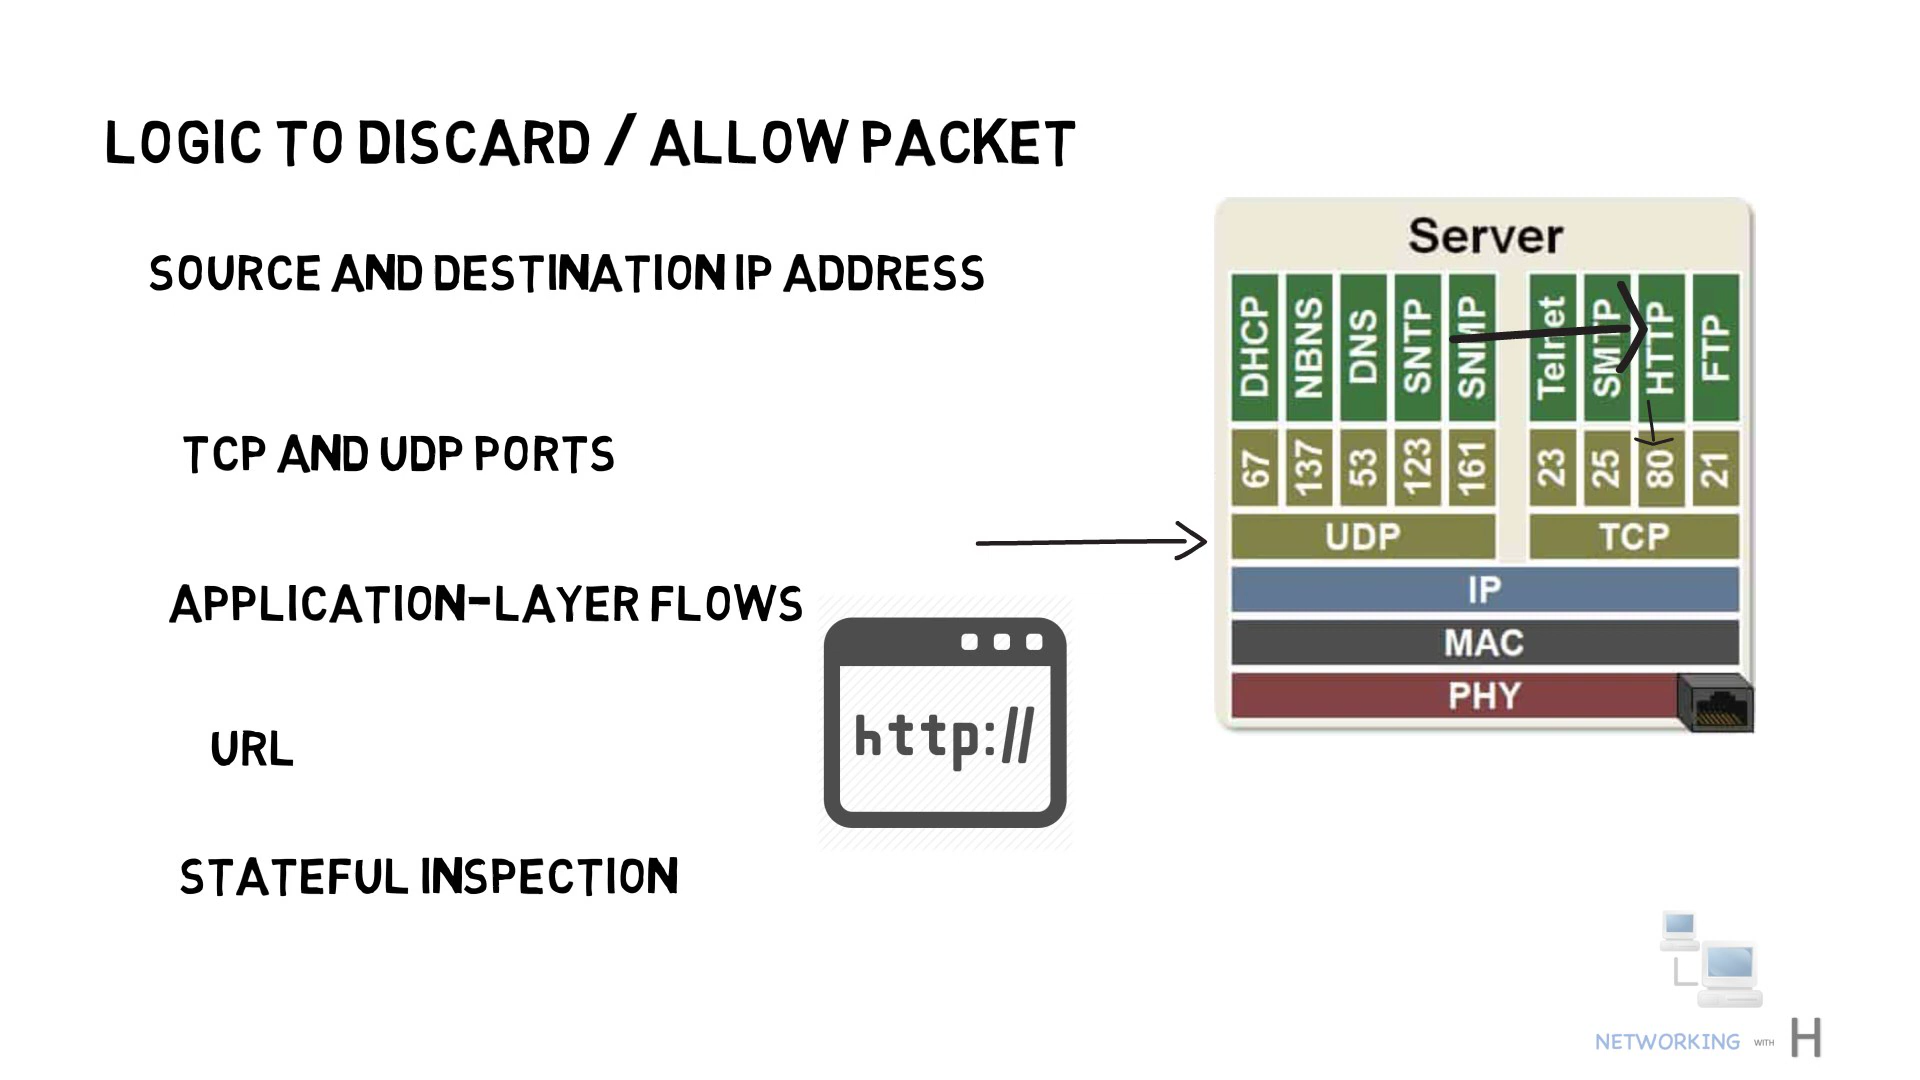 LOGIC TO DISCARD / ALLOW PACKET
SOURCE AND DESTINATION IP ADDRESS
TCP AND UDP PORTS
APPLICATION-LAYER FLOWS
URL
STATEFUL INSPECTION
http://
Server
DHCP NBNS DNS SNTP SNMP Telnet SMTP HTTP FTP
67 137 53 123 161 23 25 80 21
UDP TCP
IP
MAC
PHY
NETWORKING WITH H